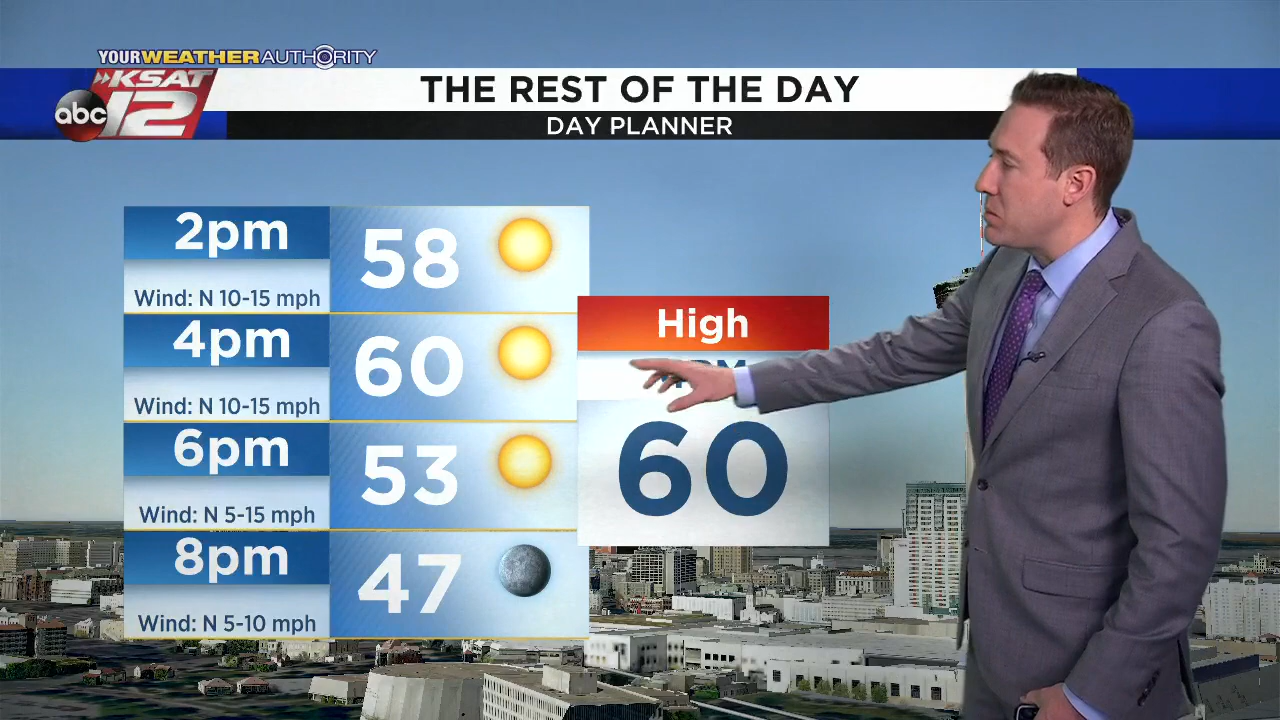 YOUR WEATHER AUTHORITY
KSAT
abc 12
THE REST OF THE DAY
DAY PLANNER
2pm 58
Wind: N 10-15 mph
4pm 60
Wind: N 10-15 mph
6pm 53
Wind: N 5-15 mph
8pm 47
Wind: N 5-10 mph
High
60